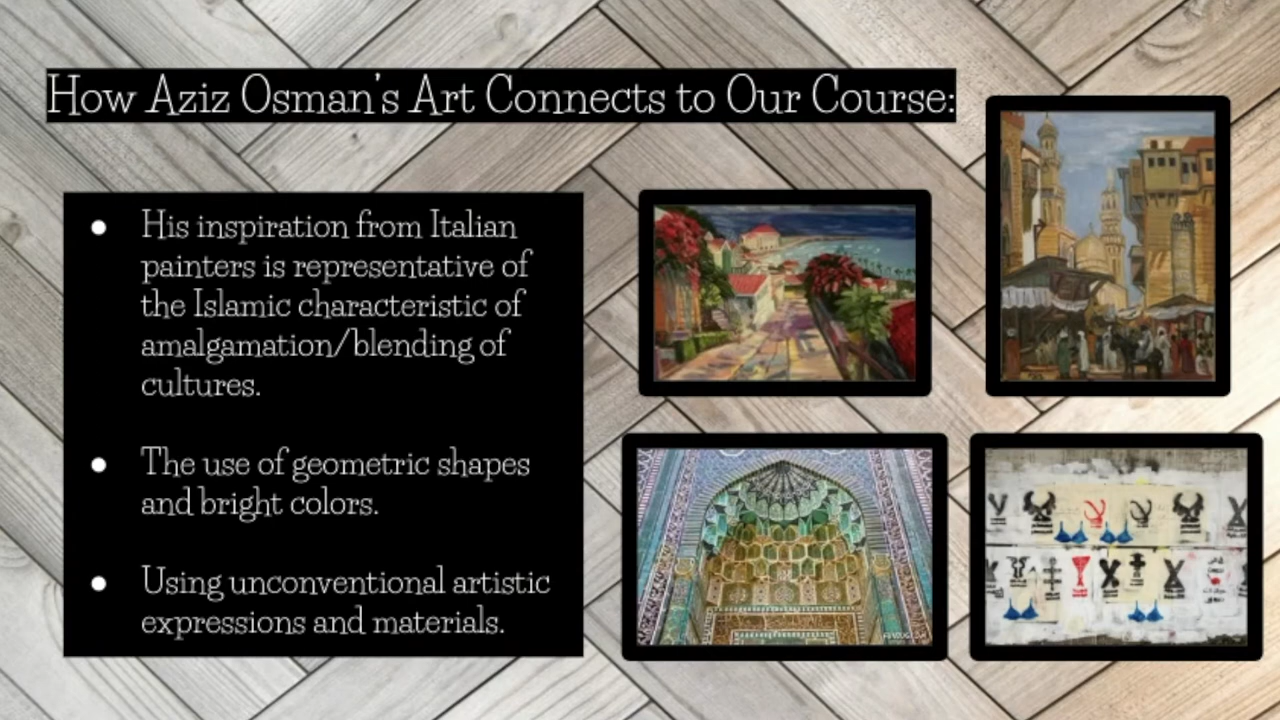 How Aziz Osman's Art Connects to Our Course:
● His inspiration from Italian
painters is representative of
the Islamic characteristic of
amalgamation/blending of
cultures.
● The use of geometric shapes
and bright colors.
● Using unconventional artistic
expressions and materials.